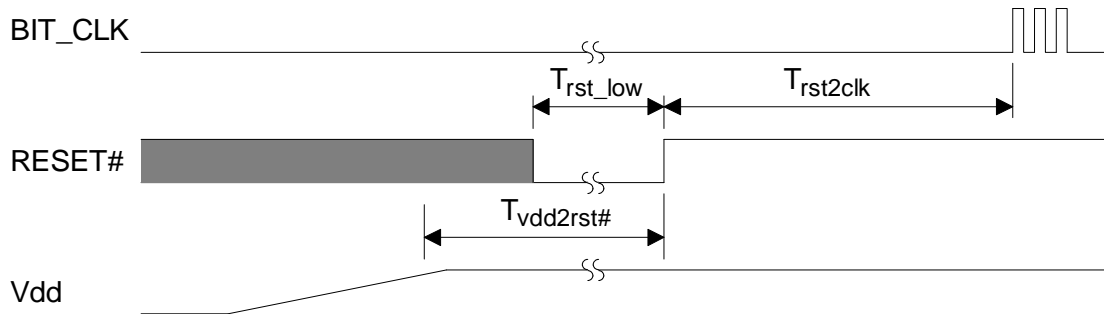 BIT_CLK
Trst_low
Trst2clk
RESET#
Tvdd2rst#
Vdd